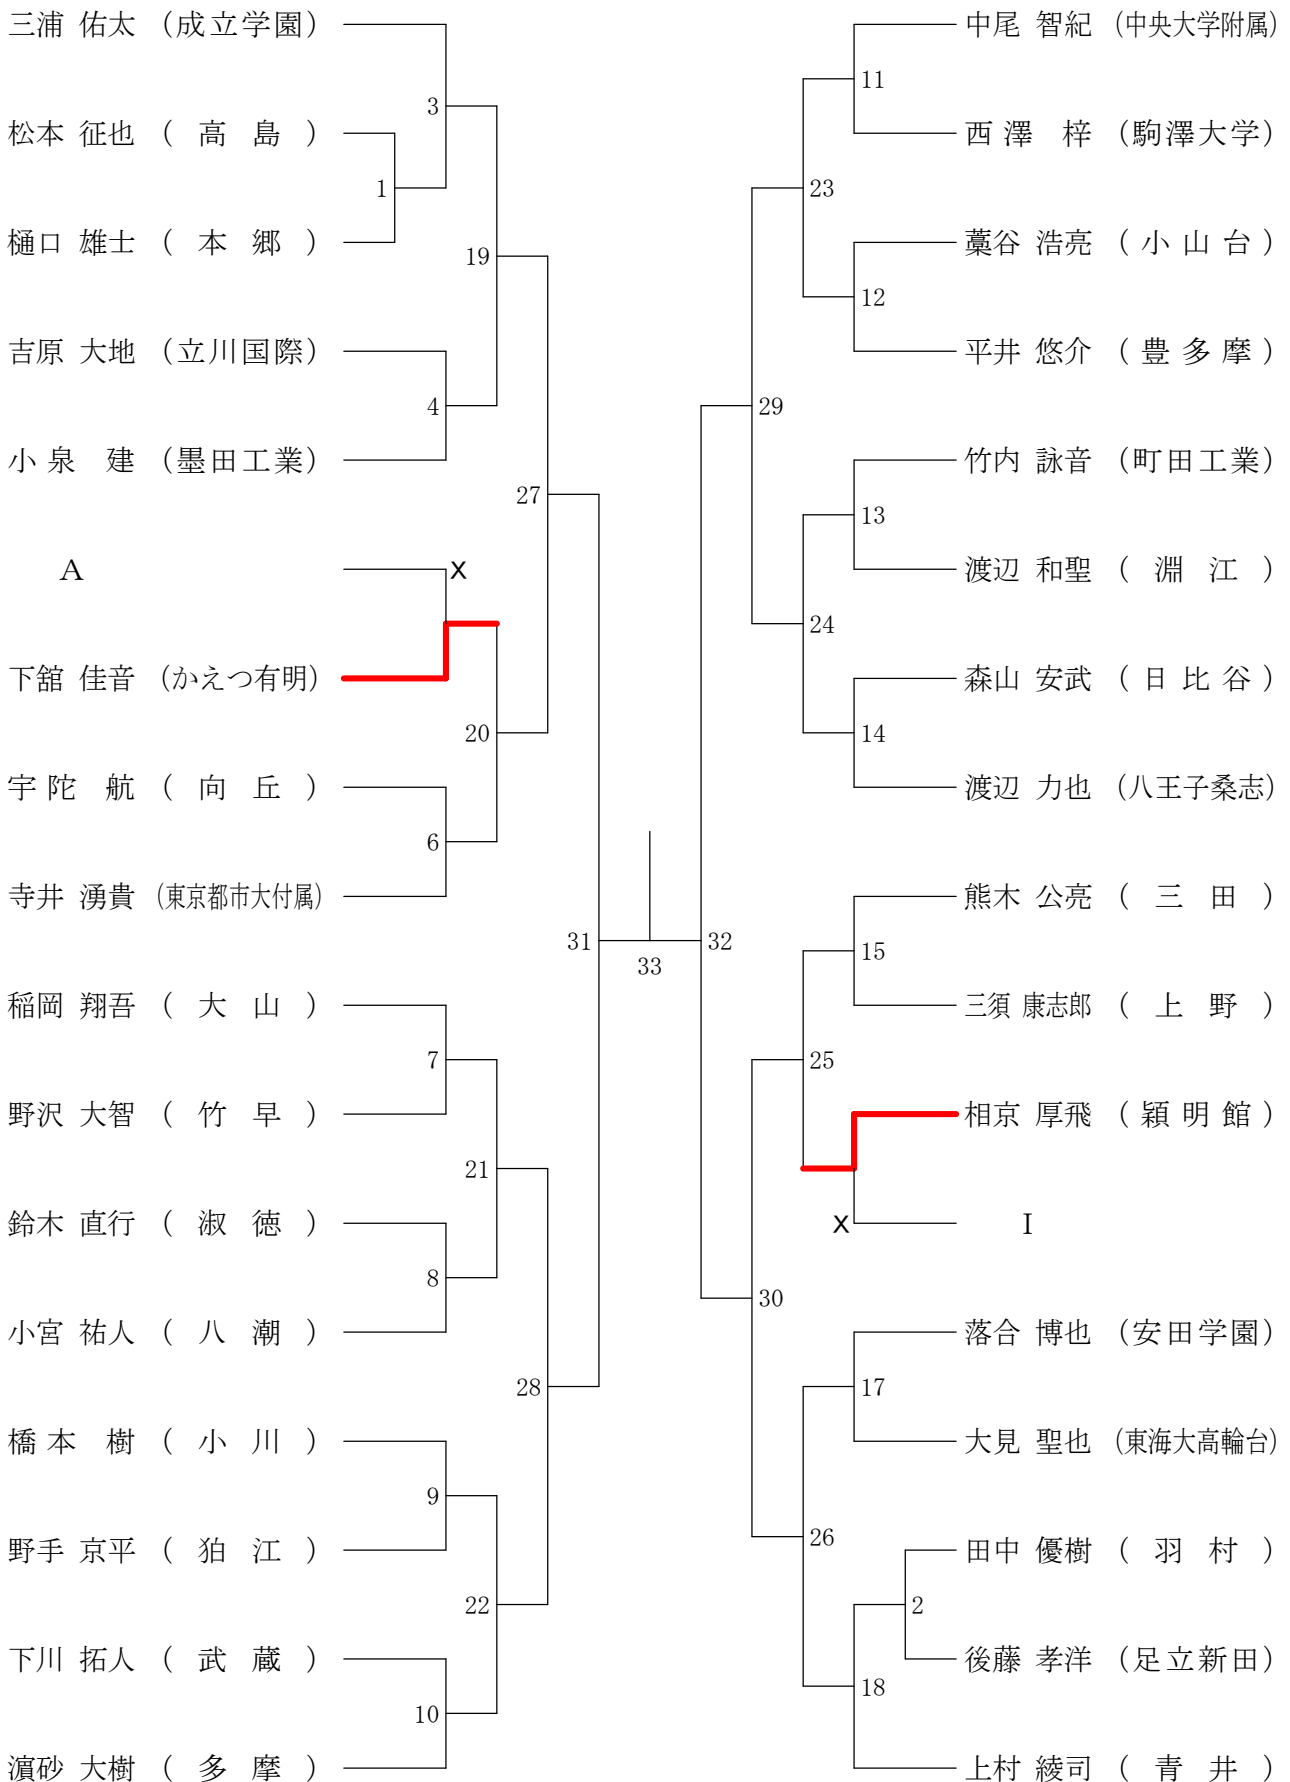 三浦 佑太 (成立学園)
3
松本 征也 ( 高 島 )
1
樋口 雄士 ( 本 郷 )
19
吉原 大地 (立川国際)
4
小泉 建 (墨田工業)
27
A
x
下舘 佳音 (かえつ有明)
20
宇陀 航 ( 向 丘 )
6
寺井 湧貴 (東京都市大付属)
31
稲岡 翔吾 ( 大 山 )
7
野沢 大智 ( 竹 早 )
21
鈴木 直行 ( 淑 徳 )
8
小宮 祐人 ( 八 潮 )
28
橋本 樹 ( 小 川 )
9
野手 京平 ( 狛 江 )
22
下川 拓人 ( 武 蔵 )
10
濵砂 大樹 ( 多 摩 )
33
中尾 智紀 (中央大学附属)
11
西澤 梓 (駒澤大学)
23
藁谷 浩亮 ( 小 山 台 )
12
平井 悠介 ( 豊 多 摩 )
29
竹内 詠音 (町田工業)
13
渡辺 和聖 ( 淵 江 )
24
森山 安武 ( 日 比 谷 )
14
渡辺 力也 (八王子桑志)
熊木 公亮 ( 三 田 )
32
15
三須 康志郎 ( 上 野 )
25
相京 厚飛 ( 穎 明 館 )
x
I
30
落合 博也 (安田学園)
17
大見 聖也 (東海大高輪台)
26
田中 優樹 ( 羽 村 )
2
後藤 孝洋 (足立新田)
18
上村 綾司 ( 青 井 )